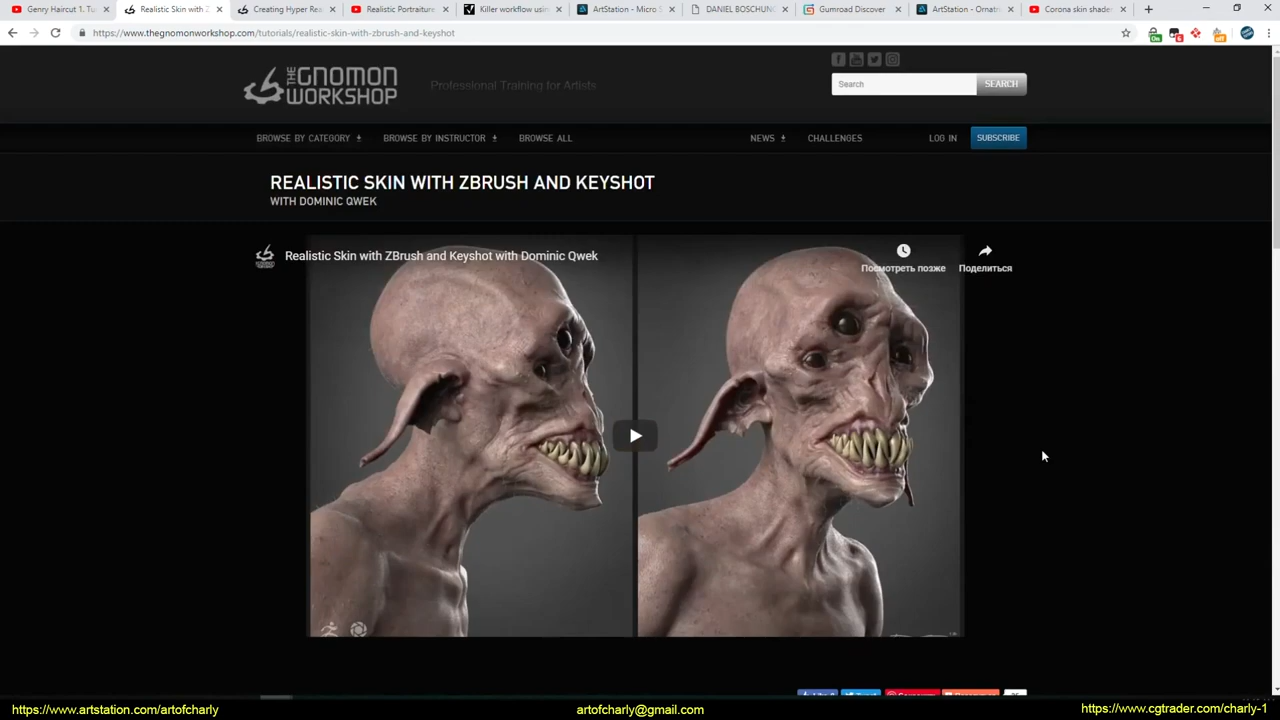 Genry Haircut 1. Tu
Realistic Skin with Z
Creating Hyper Rea
Realistic Portraiture
Killer workflow usin
ArtStation - Micro S
DANIEL BOSCHUNG
Gumroad Discover
ArtStation - Ornatr
Corona skin shader
https://www.thegnomonworkshop.com/tutorials/realistic-skin-with-zbrush-and-keyshot
THE GNOMON WORKSHOP
Professional Training for Artists
Search
SEARCH
BROWSE BY CATEGORY
BROWSE BY INSTRUCTOR
BROWSE ALL
NEWS
CHALLENGES
LOG IN
SUBSCRIBE
REALISTIC SKIN WITH ZBRUSH AND KEYSHOT
WITH DOMINIC QWEK
Realistic Skin with ZBrush and Keyshot with Dominic Qwek
Посмотреть позже
Поделиться
https://www.artstation.com/artofcharly
artofcharly@gmail.com
https://www.cgtrader.com/charly-1